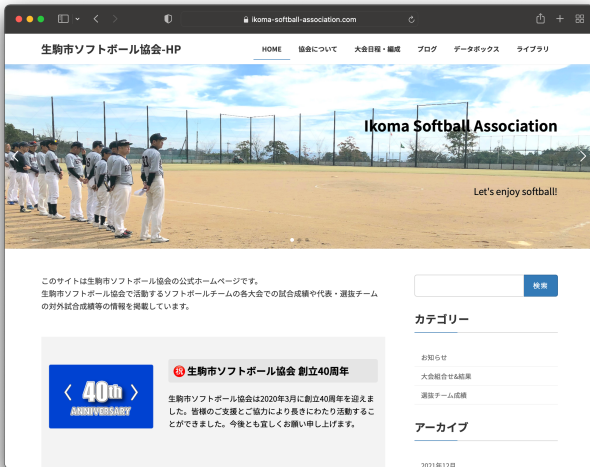 ikoma-softball-association.com
生駒市ソフトボール協会-HP
HOME 協会について 大会日程・編成 ブログ データボックス ライブラリ
Ikoma Softball Association
Let's enjoy softball!
このサイトは生駒市ソフトボール協会の公式ホームページです。
生駒市ソフトボール協会で活動するソフトボールチームの各大会での試合成績や代表・選抜チーム
の対外試合成績等の情報を掲載しています。
検索
カテゴリー
お知らせ
大会組合せ&結果
選抜チーム成績
アーカイブ
2021年12月
40th
ANNIVERSARY
㊗生駒市ソフトボール協会 創立40周年
生駒市ソフトボール協会は2020年3月に創立40周年を迎えま
した。皆様のご支援とご協力により長きにわたり活動するこ
とができました。今後とも宜しくお願い申し上げます。